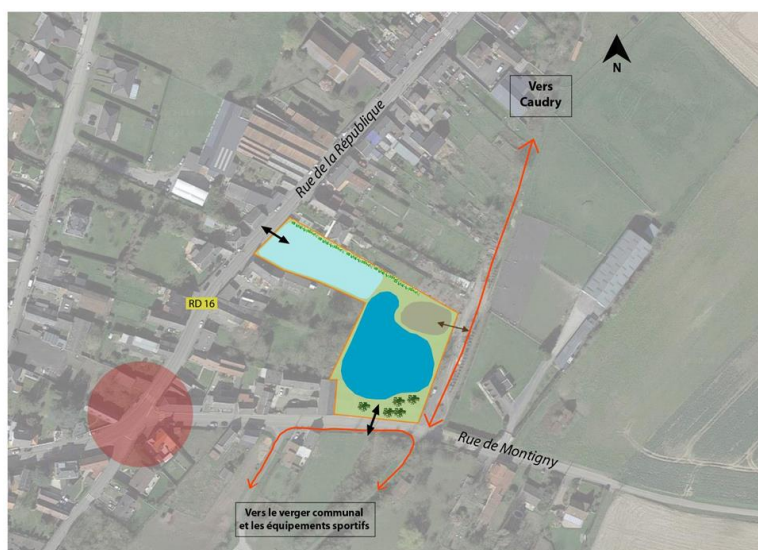 N
Vers
Caudry
Rue de la République
RD 16
Rue de Montigny
Vers le verger communal
et les équipements sportifs